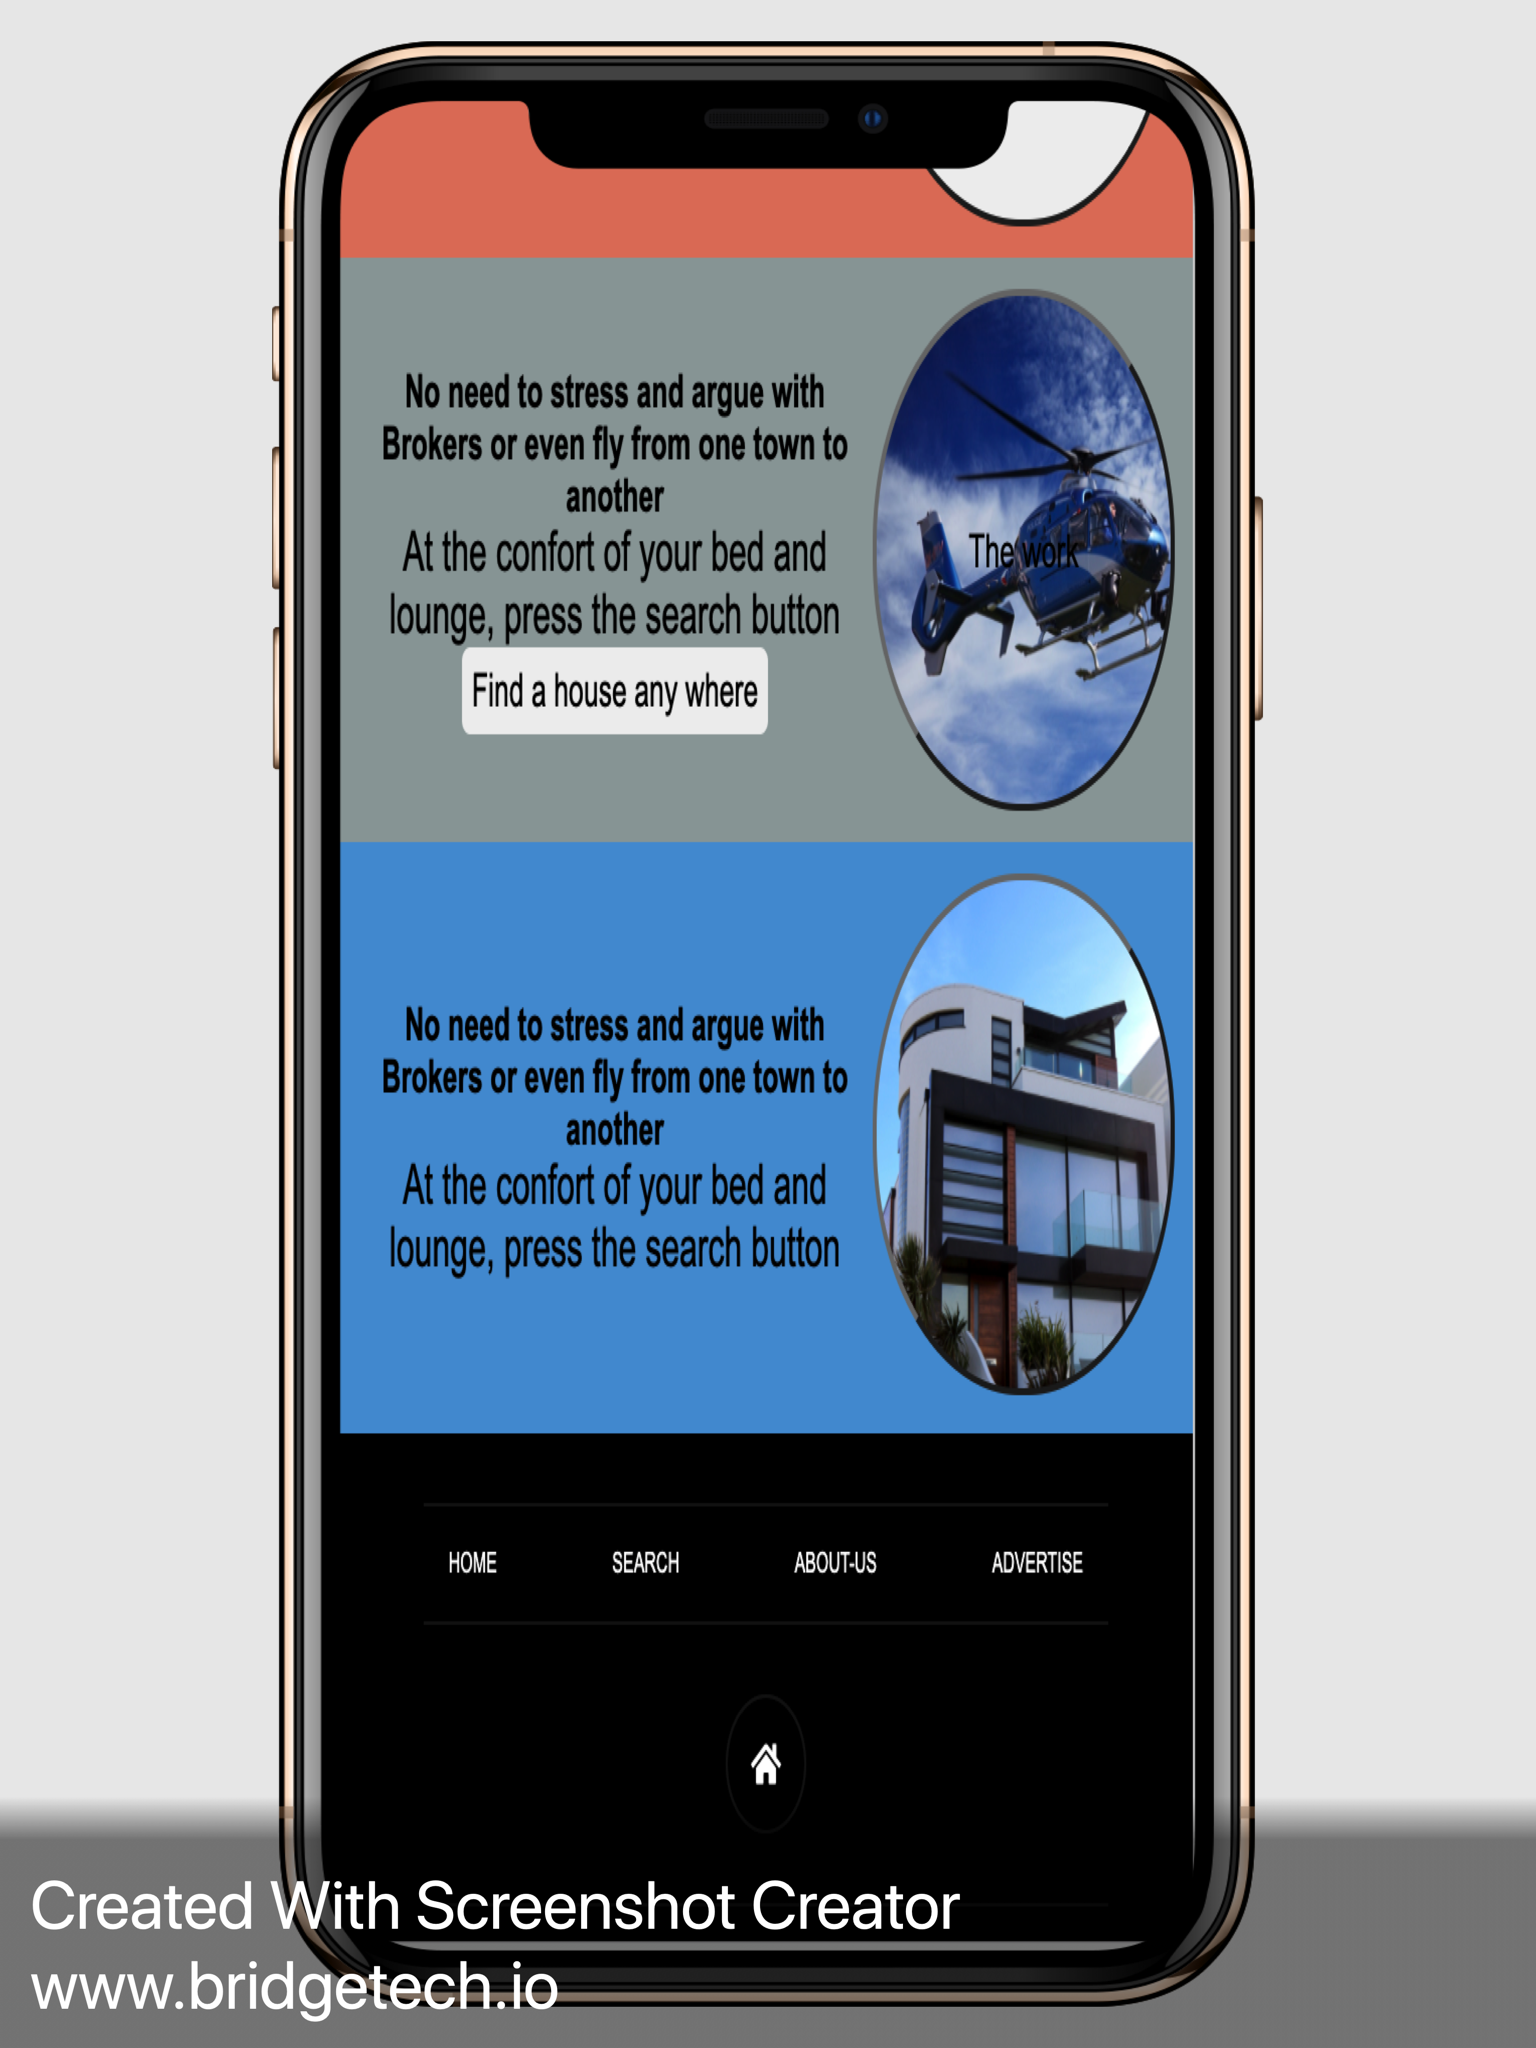 No need to stress and argue with
Brokers or even fly from one town to
another
At the confort of your bed and
lounge, press the search button
Find a house any where
The work
No need to stress and argue with
Brokers or even fly from one town to
another
At the confort of your bed and
lounge, press the search button
HOME SEARCH ABOUT-US ADVERTISE
Created With Screenshot Creator
www.bridgetech.io